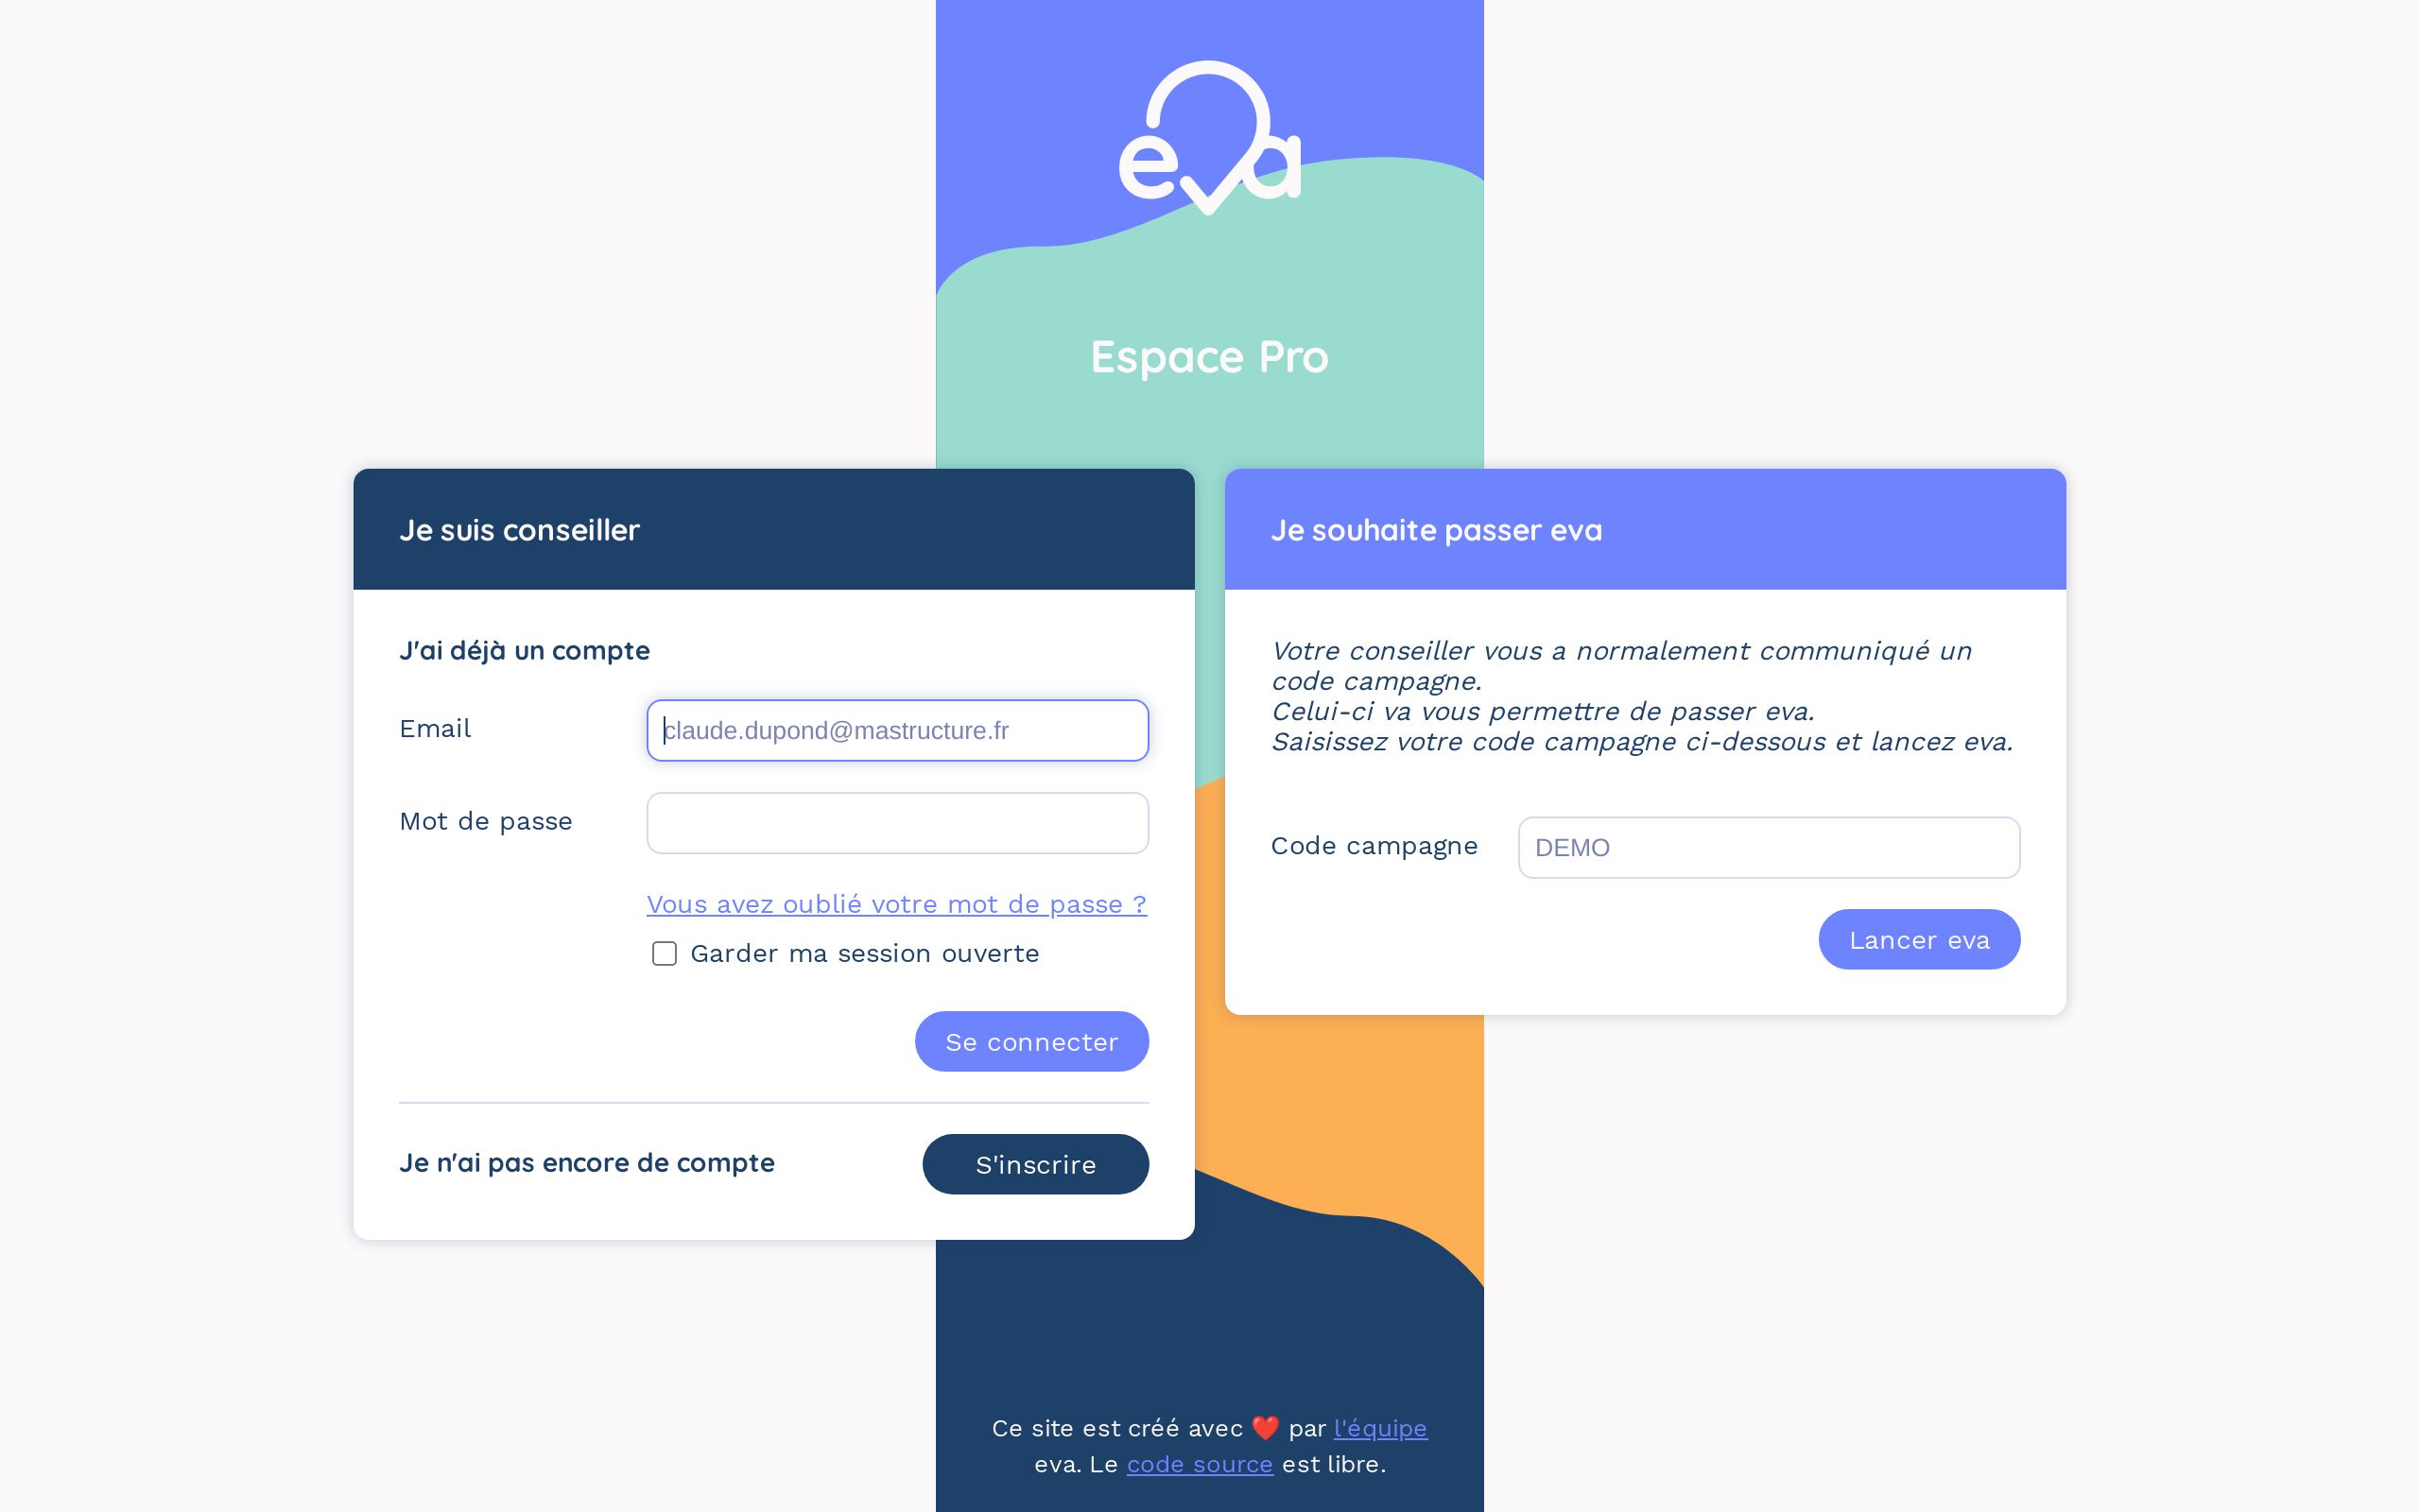 eva
Espace Pro
Je suis conseiller
J'ai déjà un compte
Email
claude.dupond@mastructure.fr
Mot de passe
Vous avez oublié votre mot de passe ?
Garder ma session ouverte
Se connecter
Je n'ai pas encore de compte
S'inscrire
Je souhaite passer eva
Votre conseiller vous a normalement communiqué un
code campagne.
Celui-ci va vous permettre de passer eva.
Saisissez votre code campagne ci-dessous et lancez eva.
Code campagne
DEMO
Lancer eva
Ce site est créé avec ❤️ par l'équipe
eva. Le code source est libre.